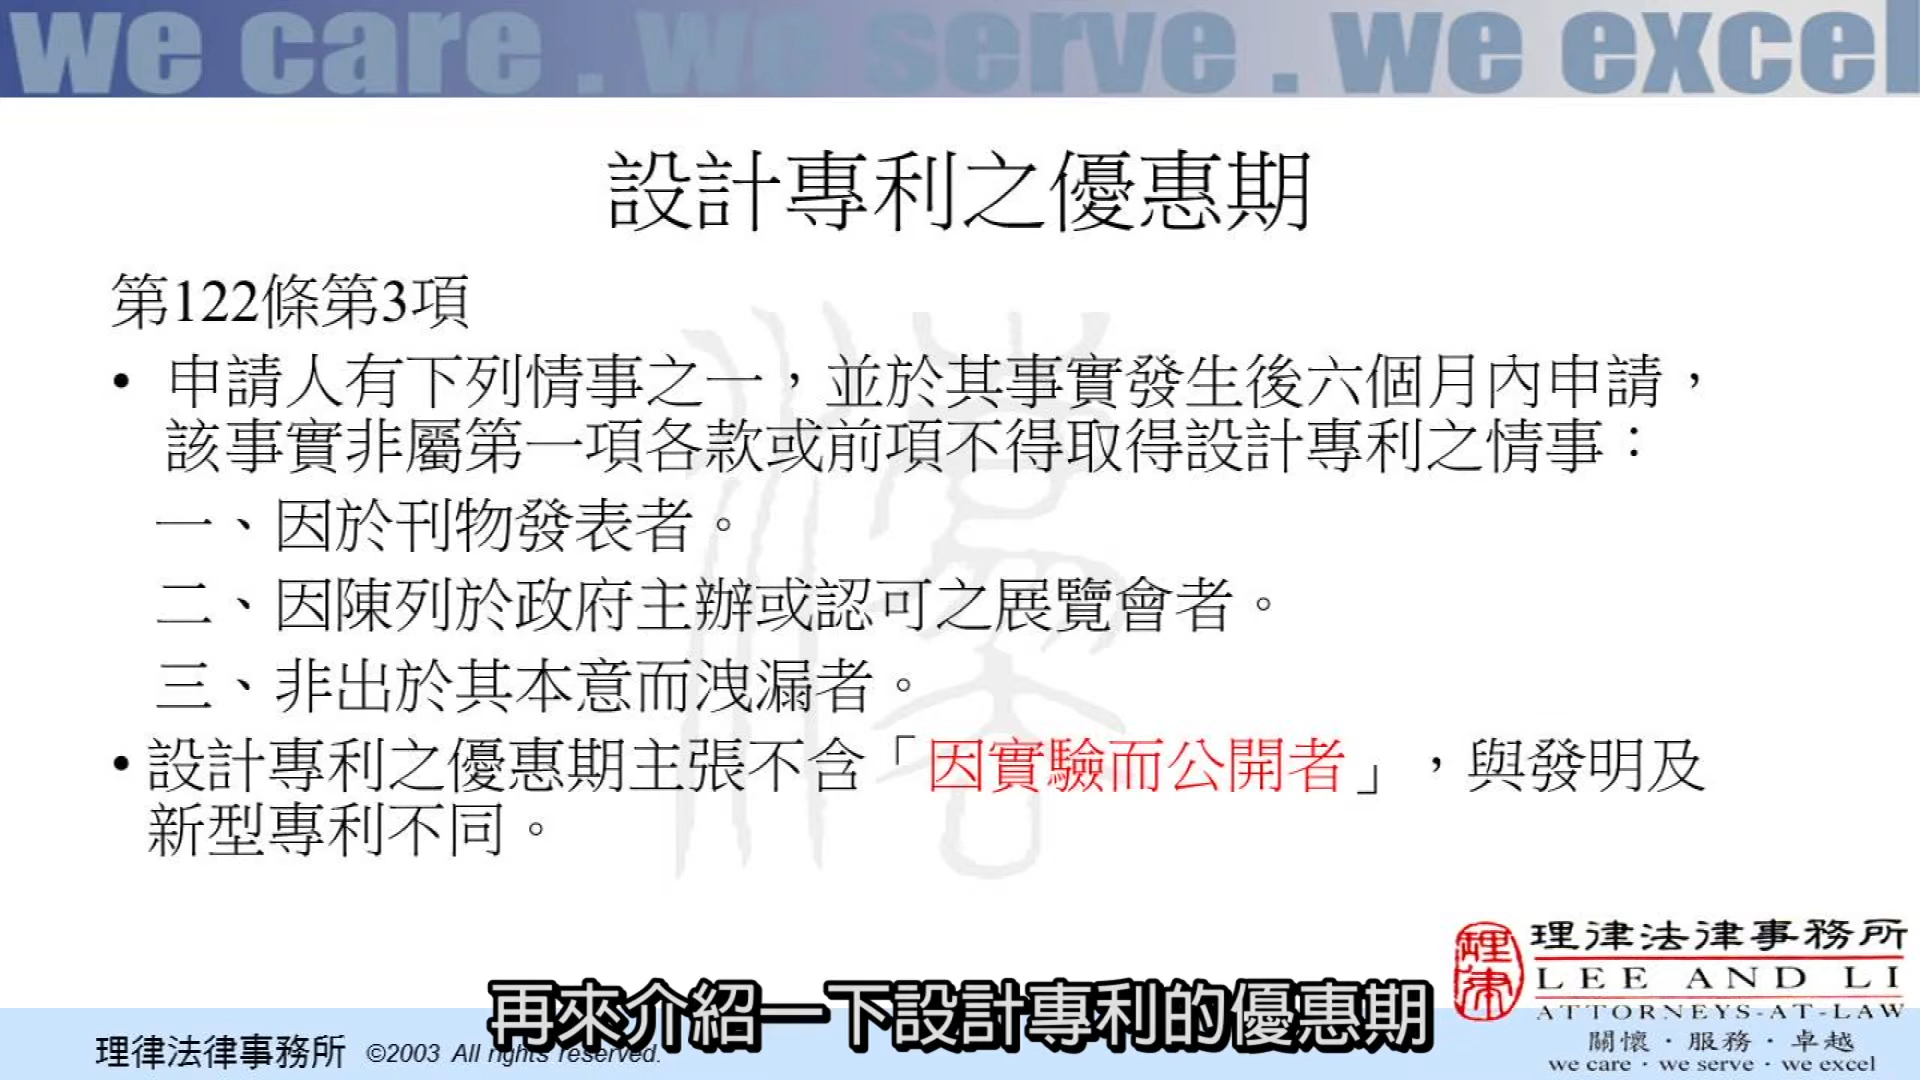 we care . we serve . we excel
設計專利之優惠期
第122條第3項
• 申請人有下列情事之一，並於其事實發生後六個月內申請，
該事實非屬第一項各款或前項不得取得設計專利之情事：
一、因於刊物發表者。
二、因陳列於政府主辦或認可之展覽會者。
三、非出於其本意而洩漏者。
• 設計專利之優惠期主張不含「因實驗而公開者」，與發明及
新型專利不同。
理律
理律法律事務所
LEE AND LI
ATTORNEYS-AT-LAW
關懷・服務・卓越
we care · we serve · we excel
再來介紹一下設計專利的優惠期
理律法律事務所 ©2003 All rights reserved.